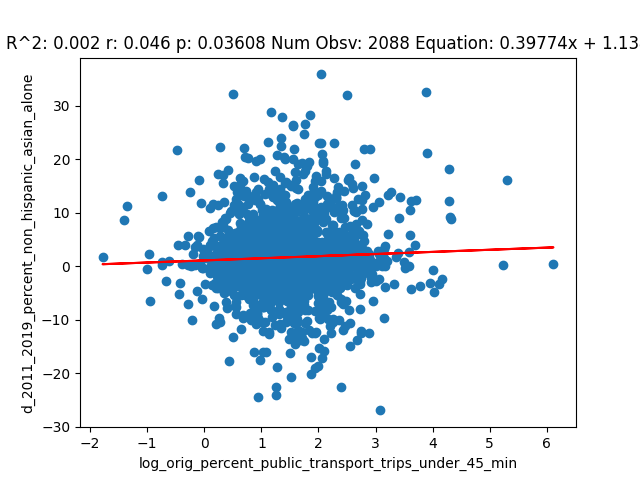 R^2: 0.002 r: 0.046 p: 0.03608 Num Obsv: 2088 Equation: 0.39774x + 1.13
d_2011_2019_percent_non_hispanic_asian_alone
30
20
10
0
−10
−20
−30
−2 −1 0 1 2 3 4 5 6
log_orig_percent_public_transport_trips_under_45_min